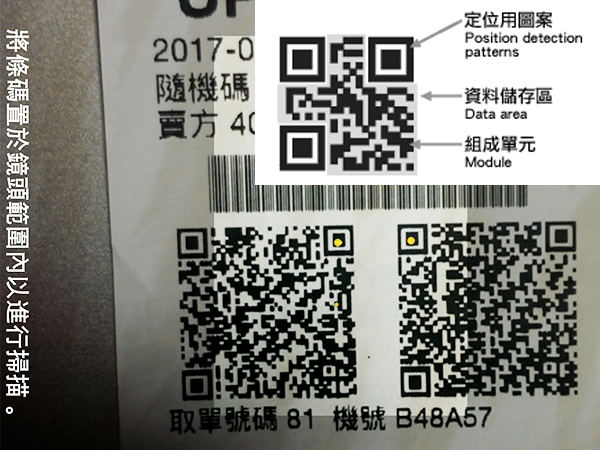 將條碼置於鏡頭範圍內以進行掃描。
2017-0
隨機碼
賣方 40
定位用圖案
Position detection
patterns
資料儲存區
Data area
組成單元
Module
取單號碼 81 機號 B48A57